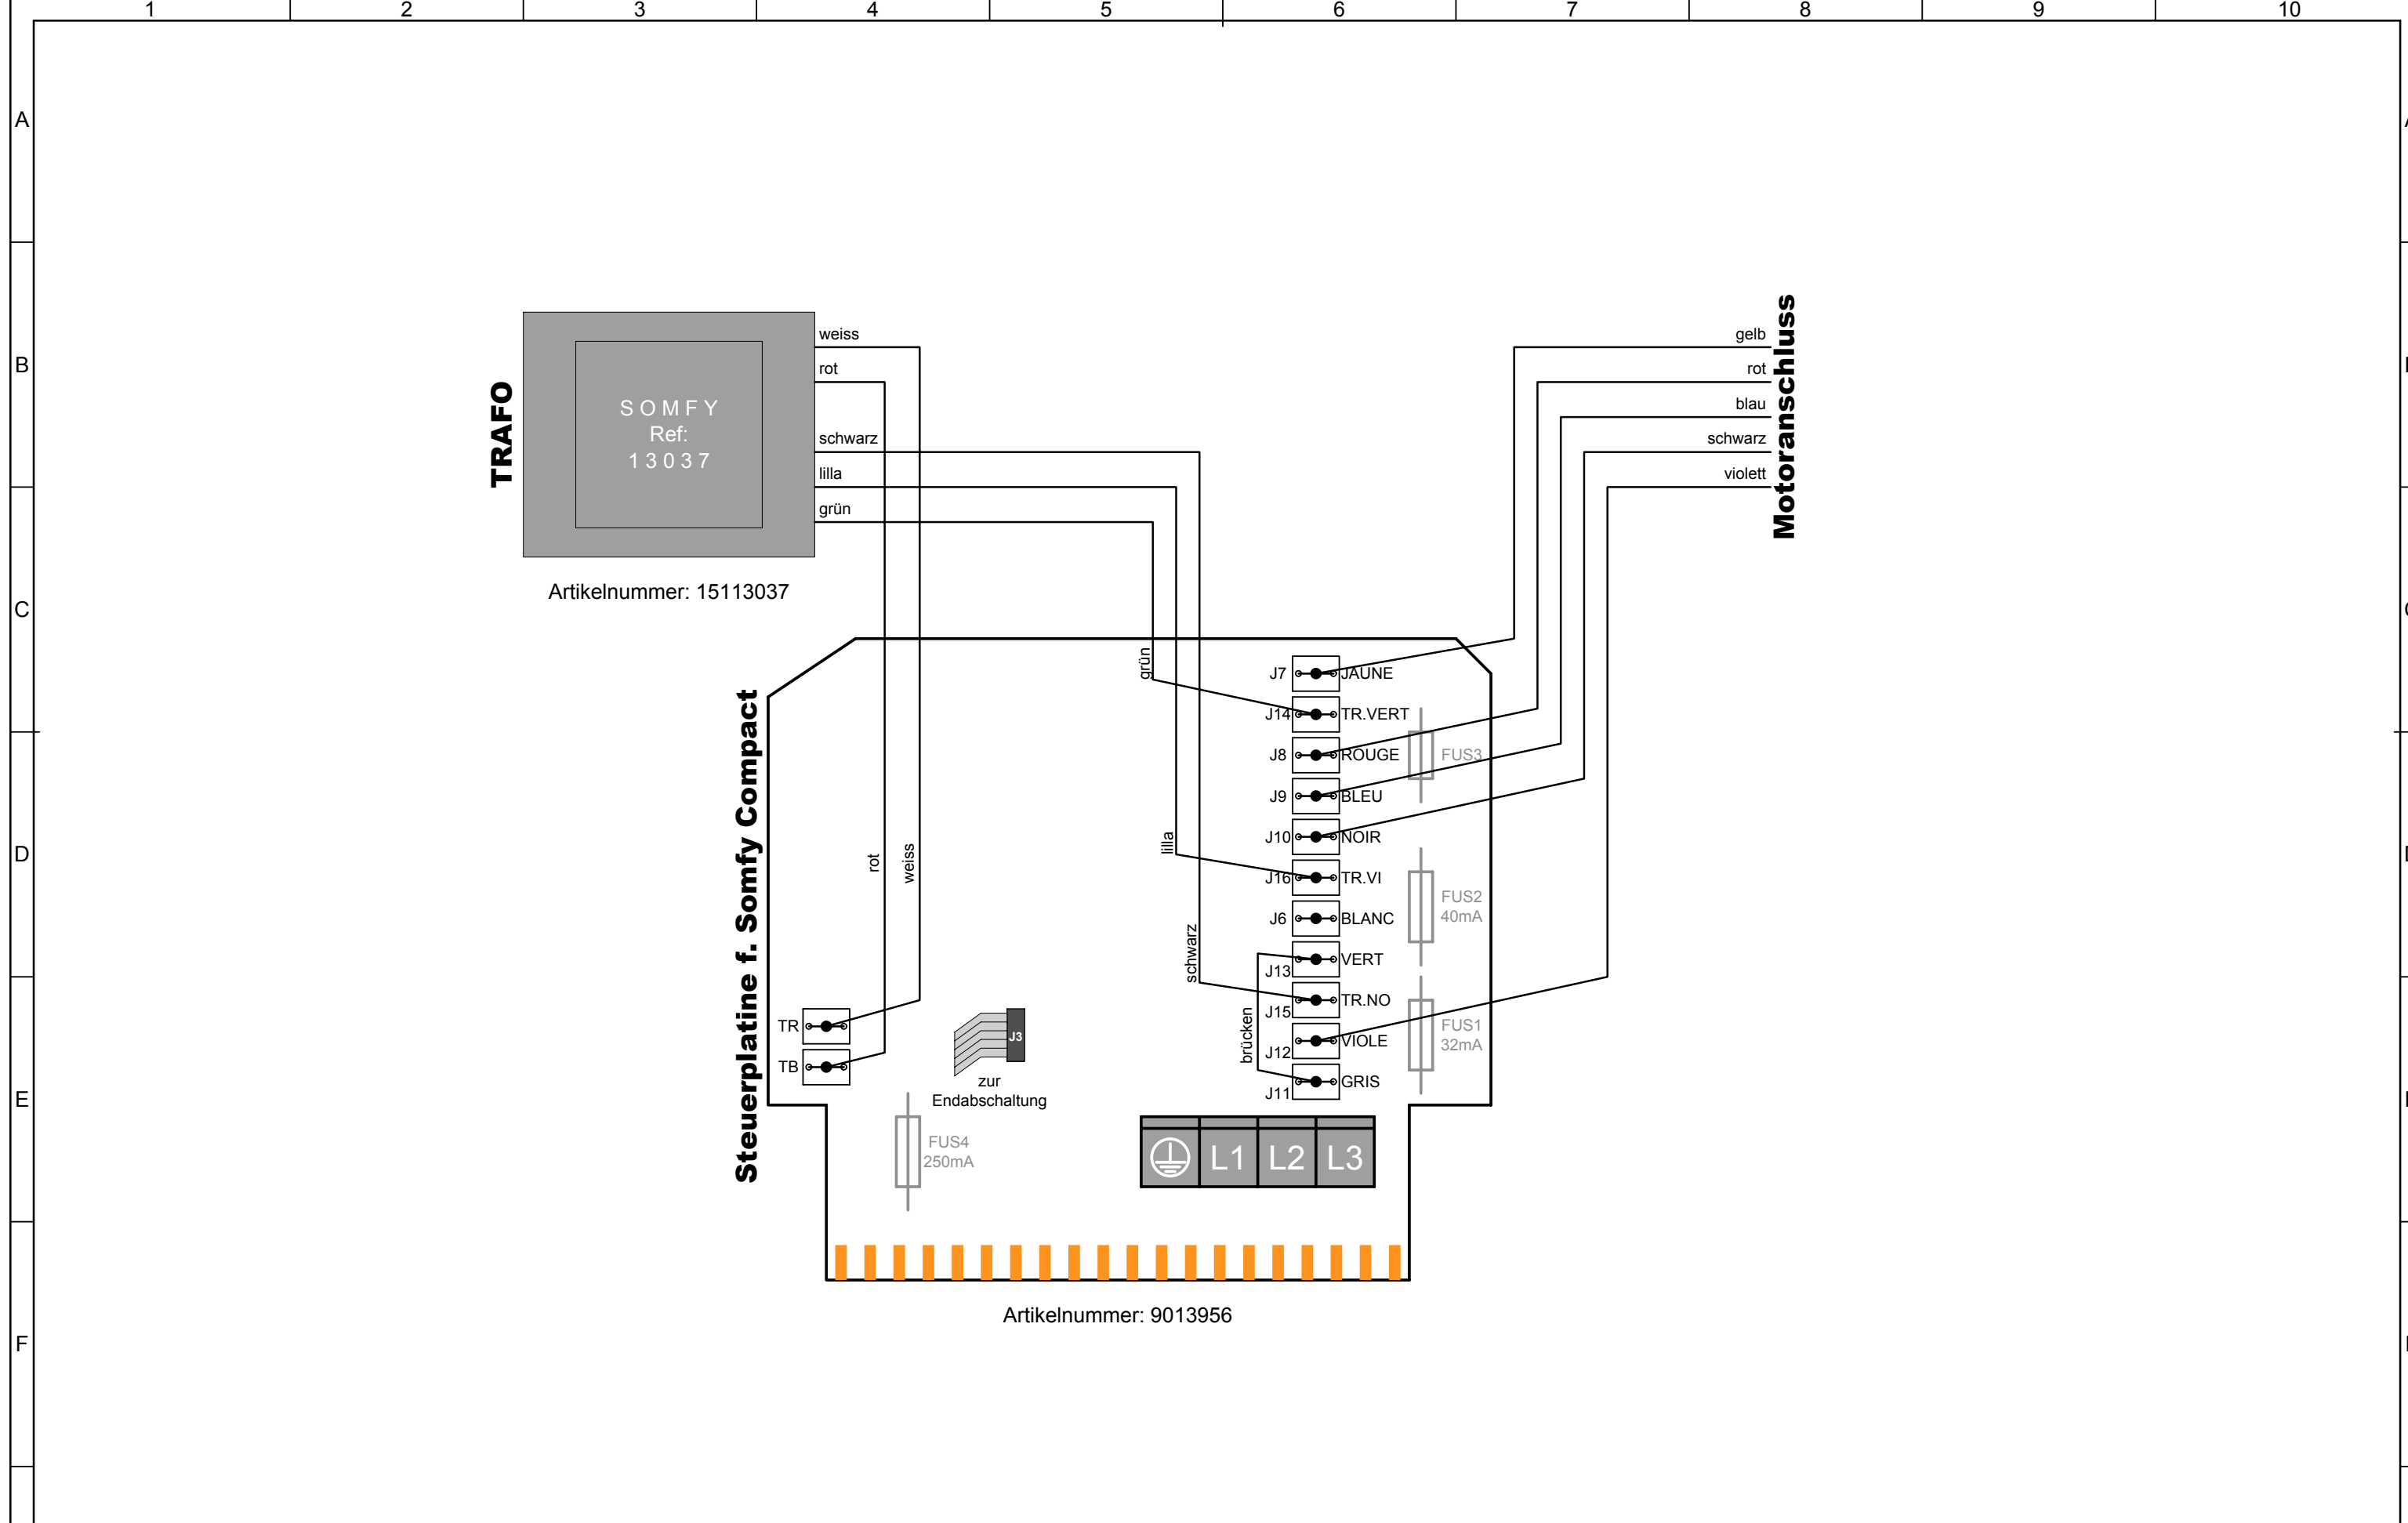 1 2 3 4 5 6 7 8 9 10
A
B
C
D
E
F
TRAFO
SOMFY
Ref:
13037
weiss
rot
schwarz
lilla
grün
Artikelnummer: 15113037
gelb
rot
blau
schwarz
violett
Motoranschluss
Steuerplatine f. Somfy Compact
rot
weiss
grün
lilla
schwarz
brücken
J7 JAUNE
J14 TR.VERT
J8 ROUGE
J9 BLEU
J10 NOIR
J16 TR.VI
J6 BLANC
J13 VERT
J15 TR.NO
J12 VIOLE
J11 GRIS
FUS3
FUS2
40mA
FUS1
32mA
TR
TB
J3
zur
Endabschaltung
FUS4
250mA
L1 L2 L3
Artikelnummer: 9013956